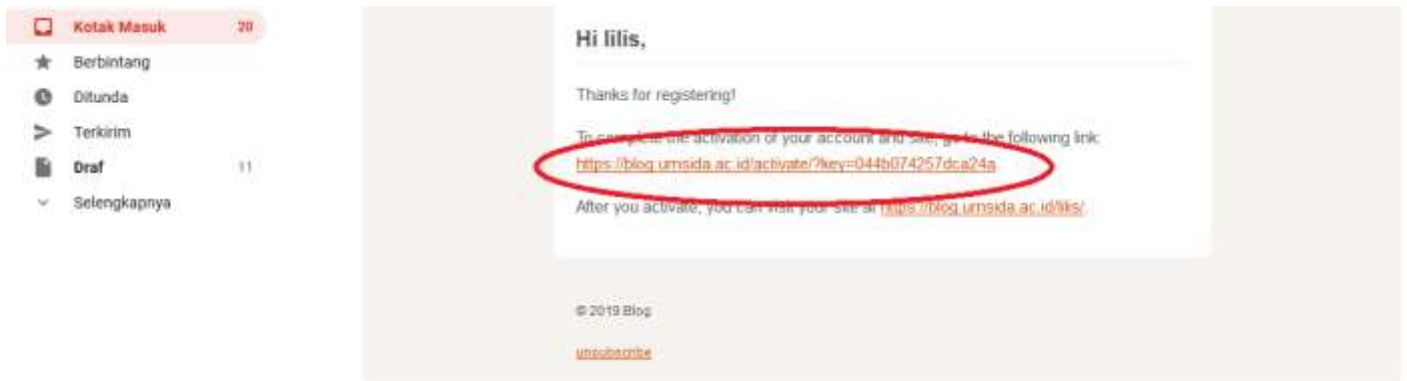 Kotak Masuk 20
Berbintang
Ditunda
Terkirim
Draf 11
Selengkapnya
Hi lilis,
Thanks for registering!
To complete the activation of your account and site, go to the following link:
https://blog.umsida.ac.id/activate/?key=044b074257dca24a
After you activate, you can visit your site at https://blog.umsida.ac.id/lilis/.
© 2019 Blog
unsubscribe